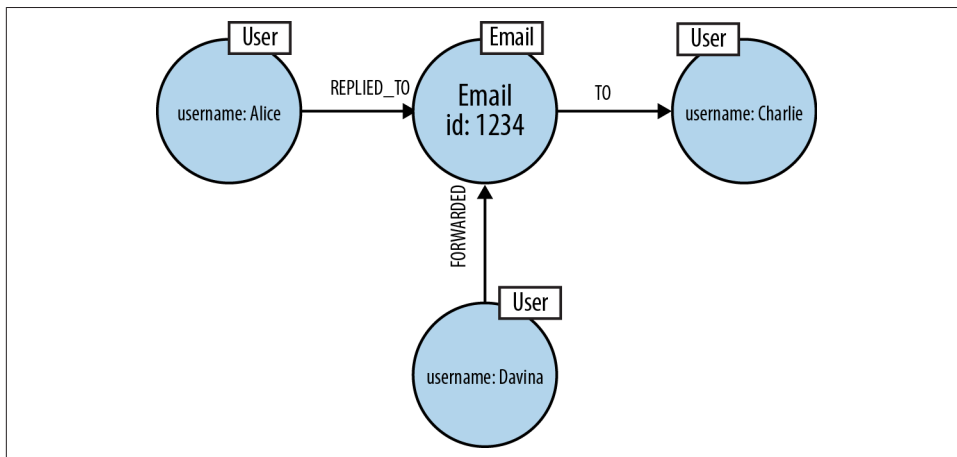 User
Email
User
REPLIED_TO
TO
username: Alice
Email
id: 1234
username: Charlie
FORWARDED
User
username: Davina